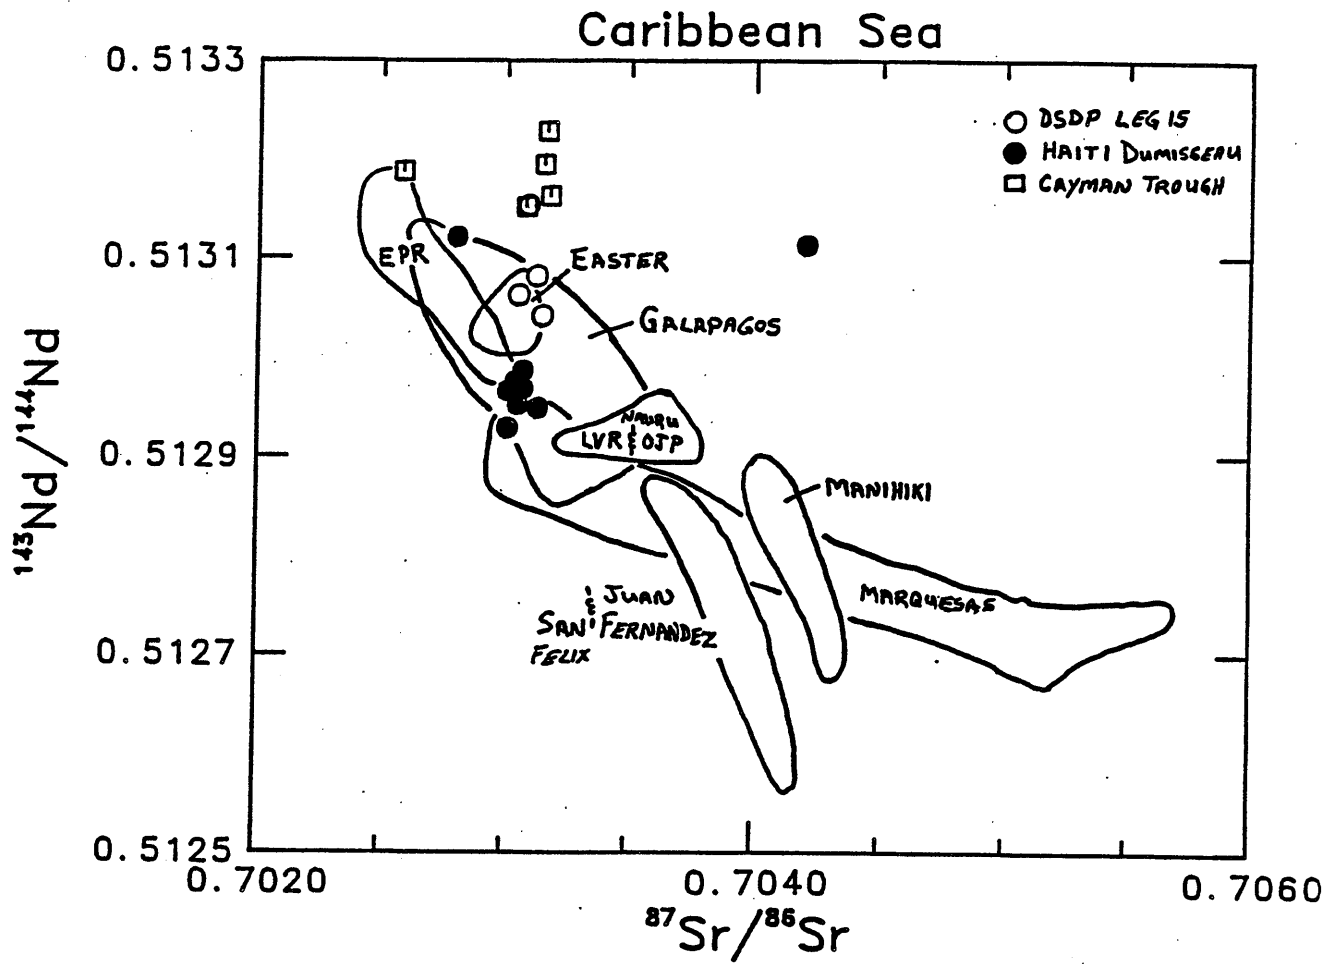 Caribbean Sea
0.5133
0.5131
0.5129
0.5127
0.5125
143Nd/144Nd
DSDP LEG 15
HAITI DUMISSEAU
CAYMAN TROUGH
EPR
EASTER
GALAPAGOS
NAURU
LVR & OJP
MANIHIKI
MARQUESAS
& JUAN
SAN FERNANDEZ
FELIX
0.7020
0.7040
0.7060
87Sr/86Sr